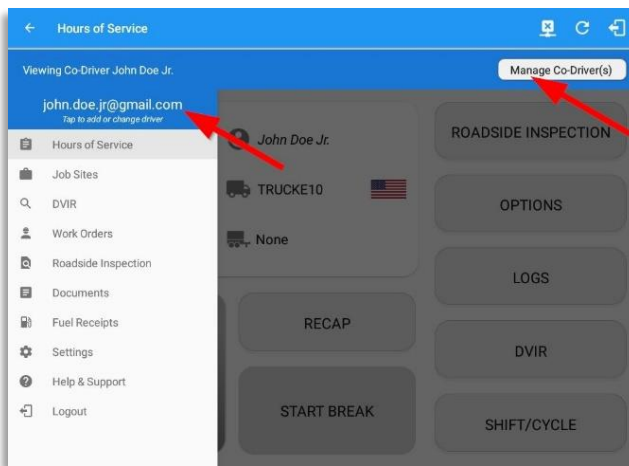 Hours of Service
Viewing Co-Driver John Doe Jr.
Manage Co-Driver(s)
john.doe.jr@gmail.com
Tap to add or change driver
Hours of Service
Job Sites
DVIR
Work Orders
Roadside Inspection
Documents
Fuel Receipts
Settings
Help & Support
Logout
John Doe Jr.
TRUCKE10
None
RECAP
START BREAK
ROADSIDE INSPECTION
OPTIONS
LOGS
DVIR
SHIFT/CYCLE